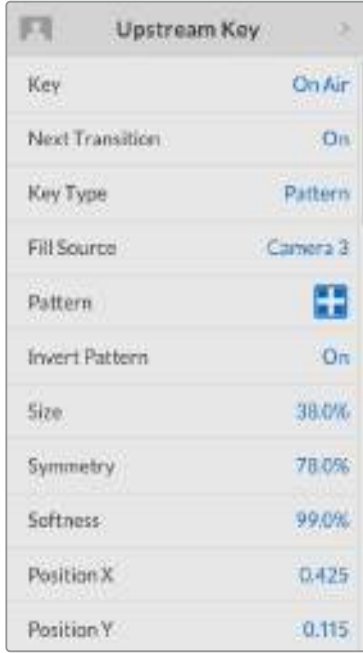 Upstream Key
Key On Air
Next Transition On
Key Type Pattern
Fill Source Camera 3
Pattern
Invert Pattern On
Size 38.0%
Symmetry 78.0%
Softness 99.0%
Position X 0.425
Position Y 0.115